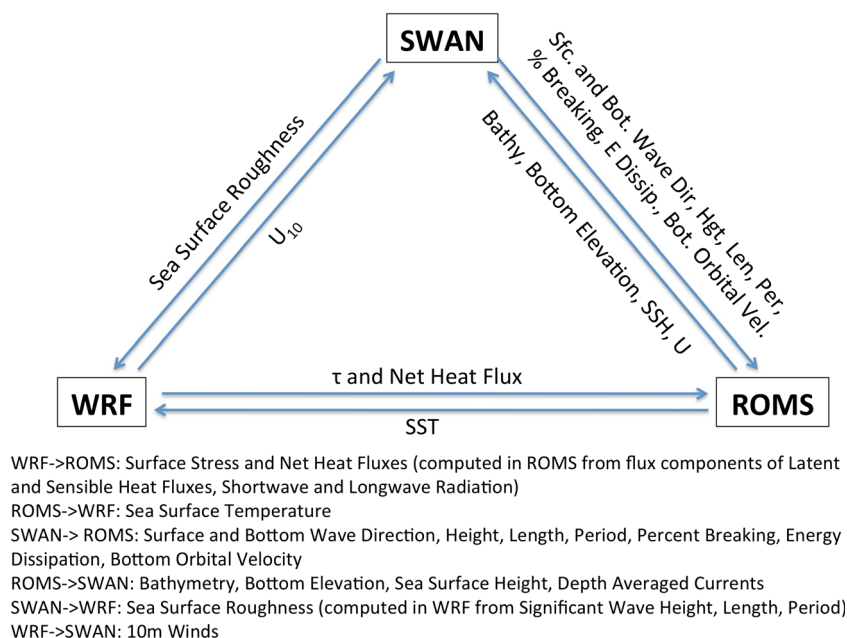 SWAN
Sfc. and Bot. Wave Dir, Hgt, Len, Per,
% Breaking, E Dissip., Bot. Orbital Vel.
Bathy, Bottom Elevation, SSH, U
Sea Surface Roughness
U₁₀
WRF
τ and Net Heat Flux
SST
ROMS
WRF->ROMS: Surface Stress and Net Heat Fluxes (computed in ROMS from flux components of Latent
and Sensible Heat Fluxes, Shortwave and Longwave Radiation)
ROMS->WRF: Sea Surface Temperature
SWAN-> ROMS: Surface and Bottom Wave Direction, Height, Length, Period, Percent Breaking, Energy
Dissipation, Bottom Orbital Velocity
ROMS->SWAN: Bathymetry, Bottom Elevation, Sea Surface Height, Depth Averaged Currents
SWAN->WRF: Sea Surface Roughness (computed in WRF from Significant Wave Height, Length, Period)
WRF->SWAN: 10m Winds